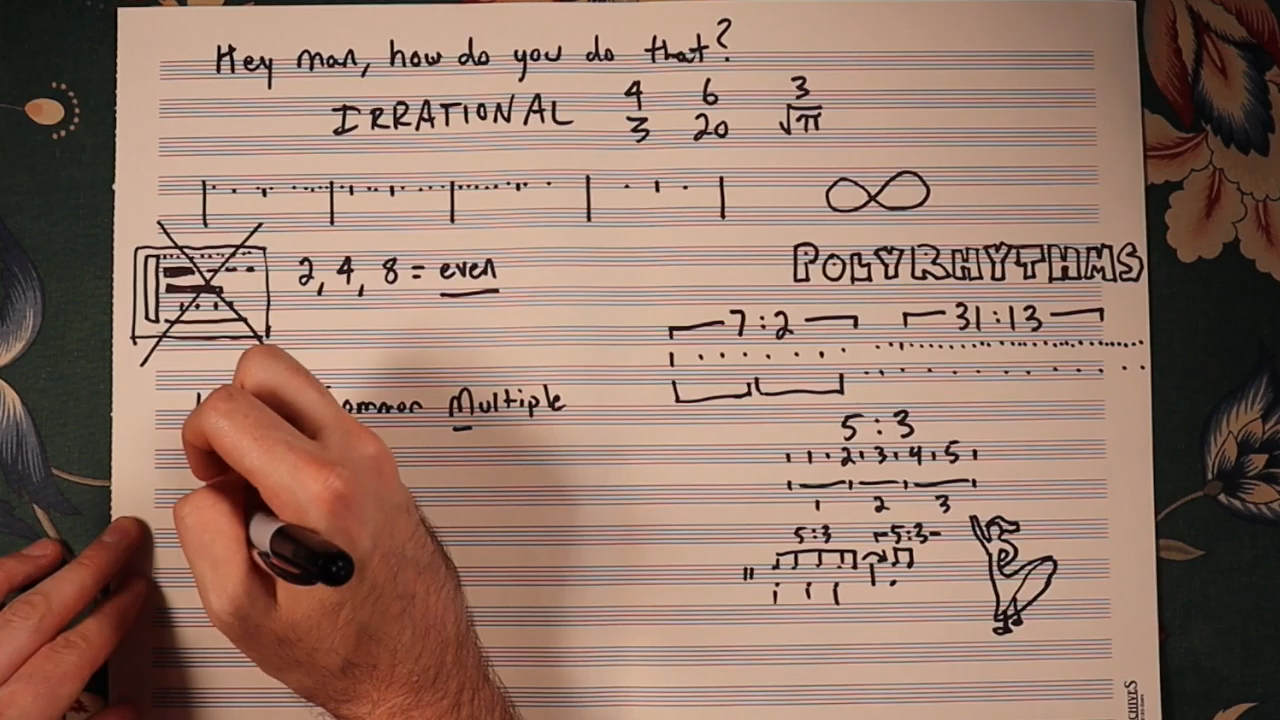 Hey man, how do you do that?
IRRATIONAL 4/3 6/20 3/√π
∞
2, 4, 8 = even
POLYRHYTHMS
7:2 31:13
Common Multiple
5:3
1 2 3 4 5
1 2 3
5:3 5:3